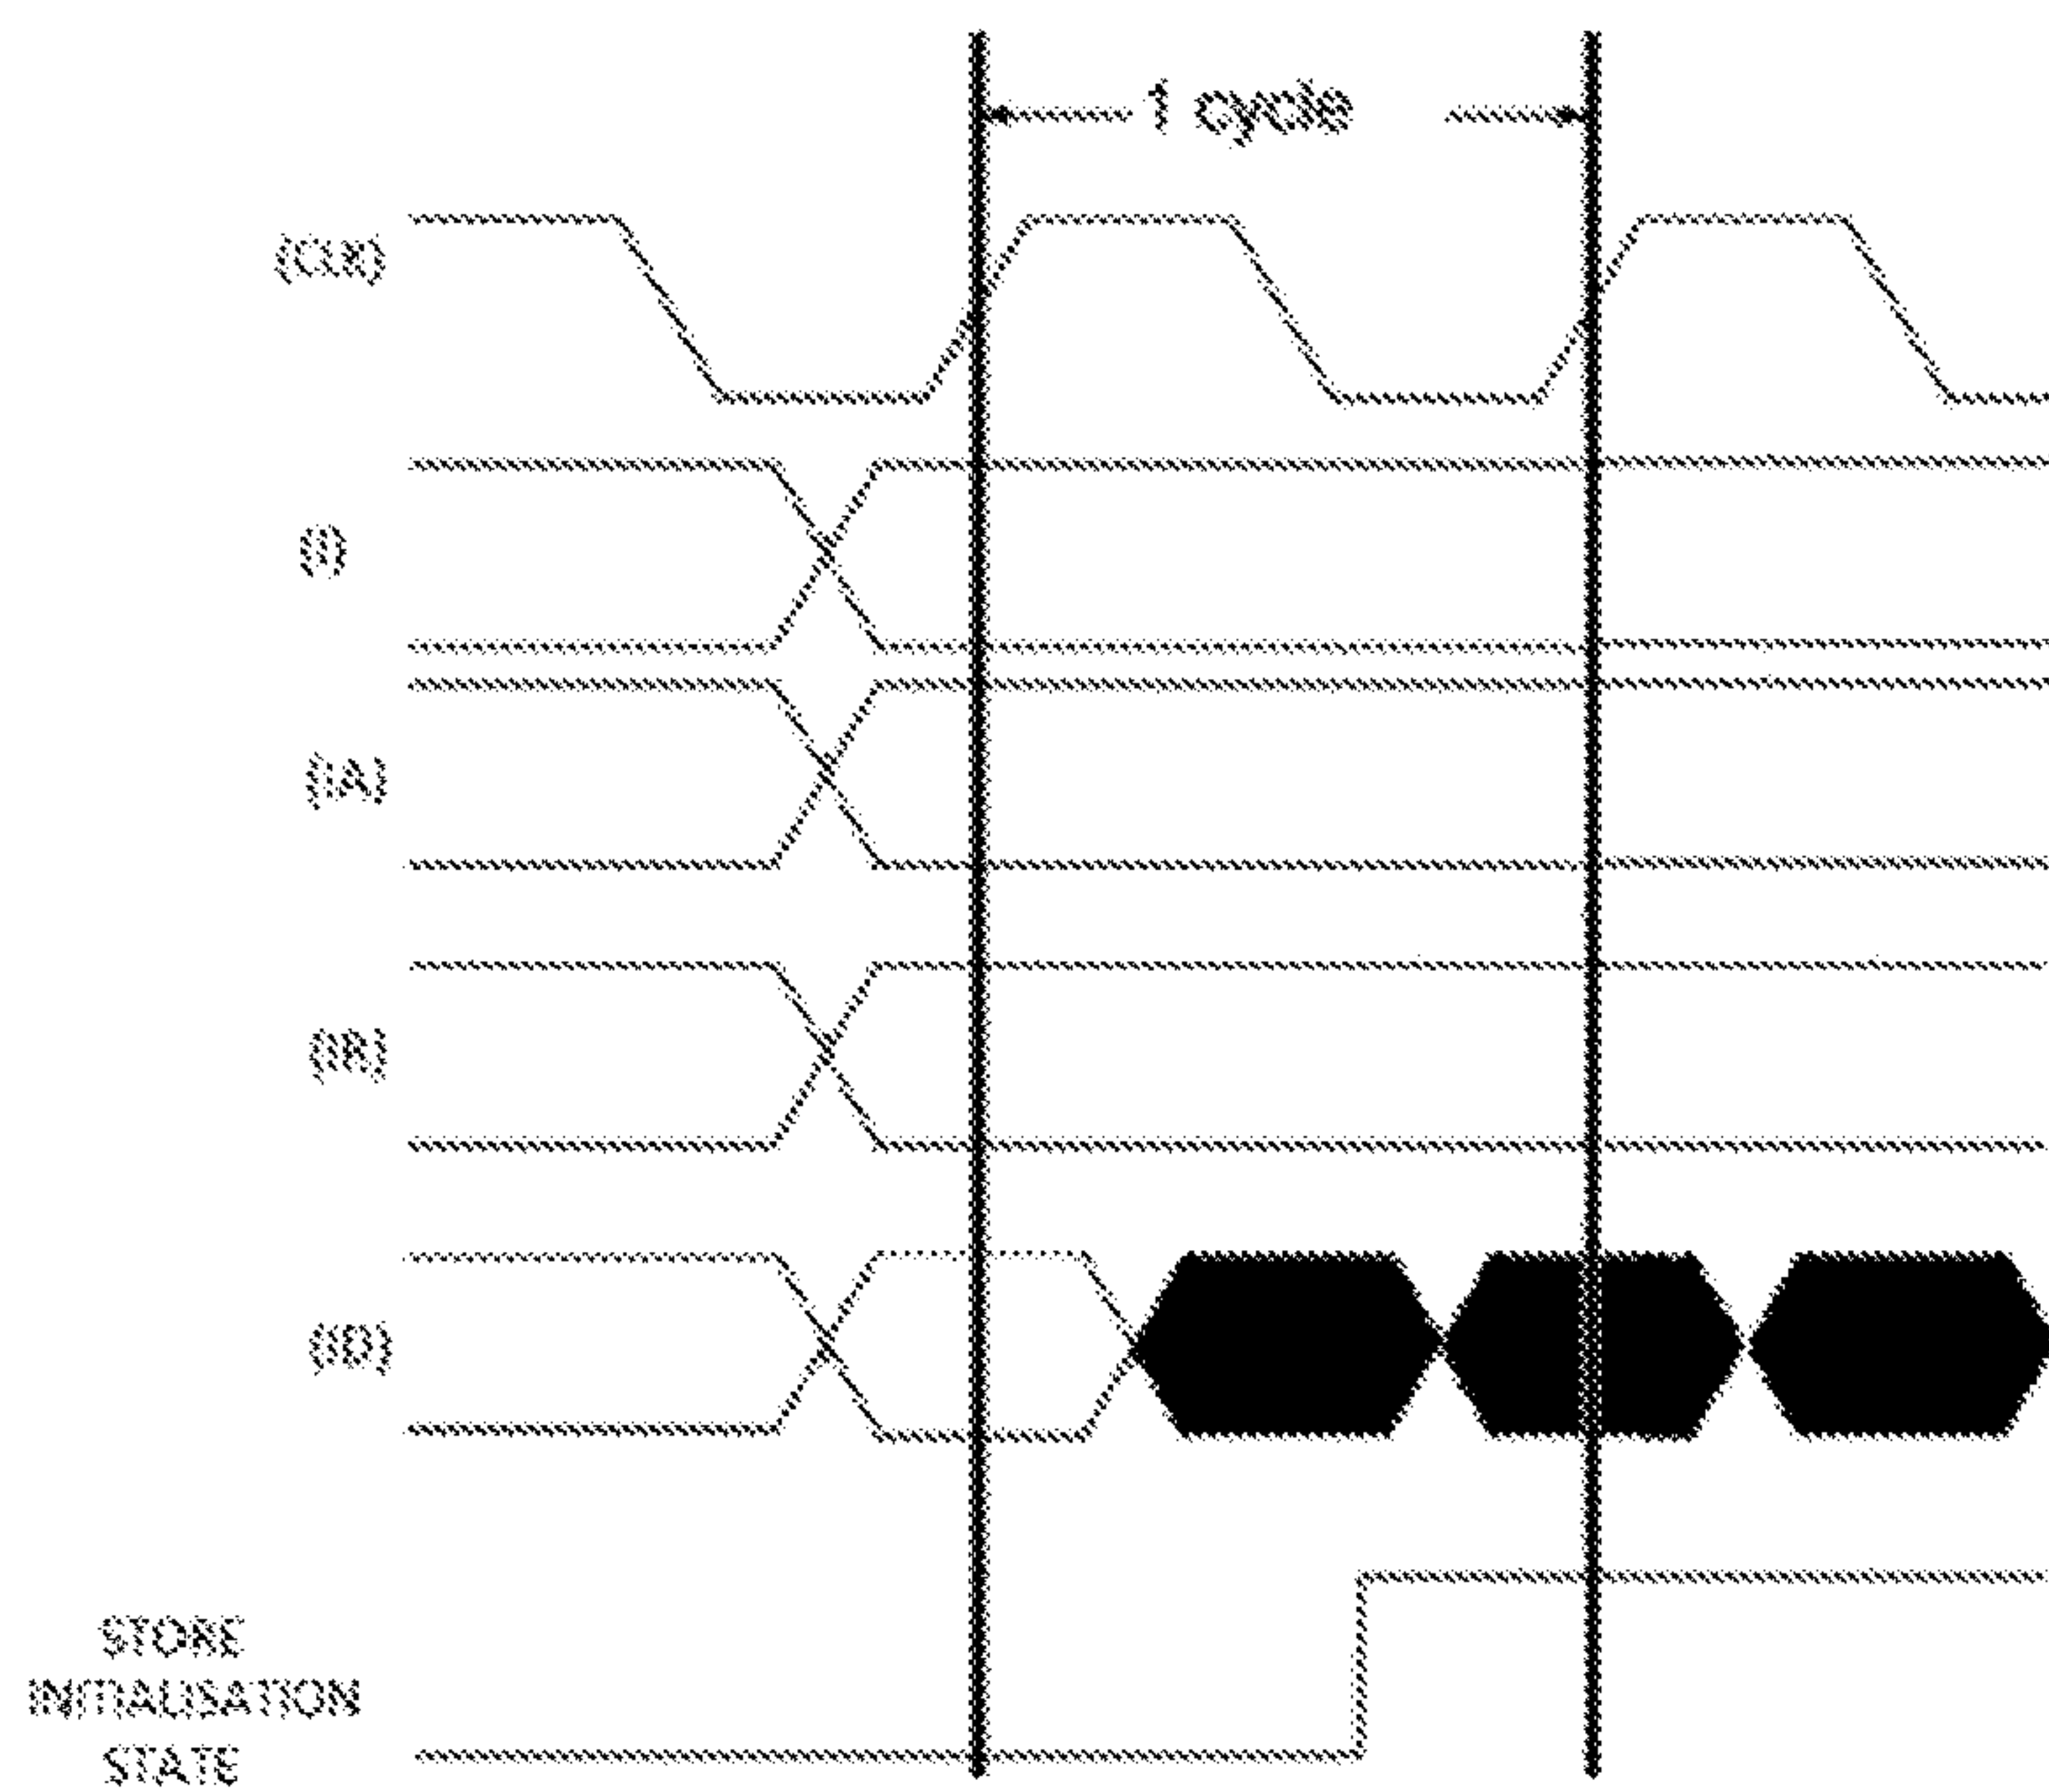 1 cycle
(CLK)
(I)
(IA)
(IR)
(ID)
STORE
INITIALISATION
STATE